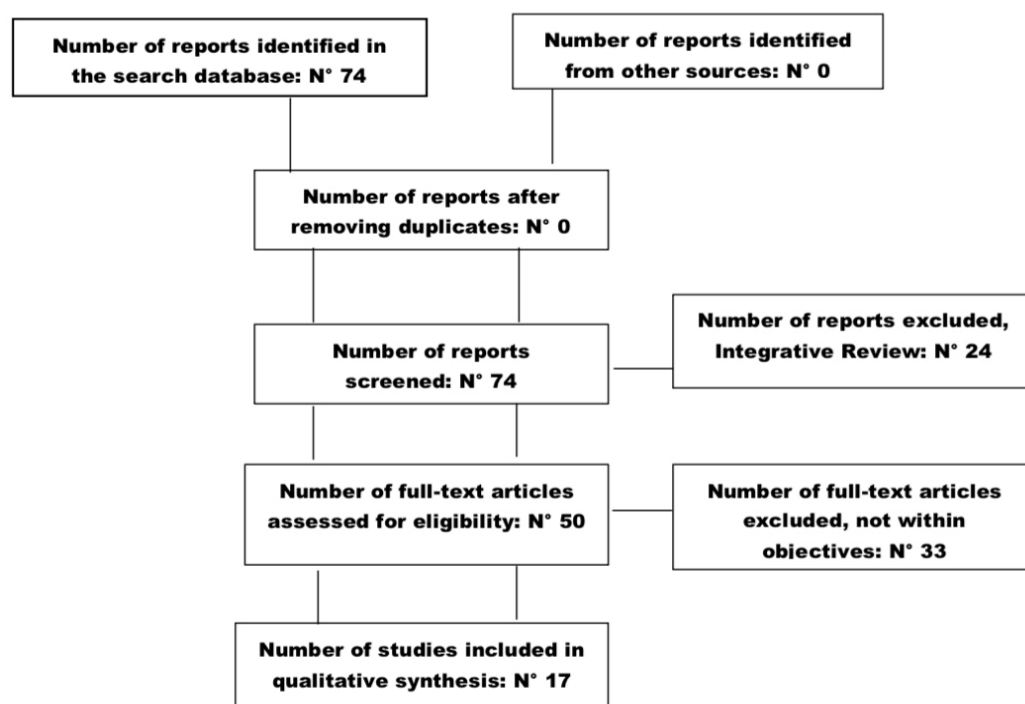 Number of reports identified in
the search database: N° 74
Number of reports identified
from other sources: N° 0
Number of reports after
removing duplicates: N° 0
Number of reports
screened: N° 74
Number of reports excluded,
Integrative Review: N° 24
Number of full-text articles
assessed for eligibility: N° 50
Number of full-text articles
excluded, not within
objectives: N° 33
Number of studies included in
qualitative synthesis: N° 17